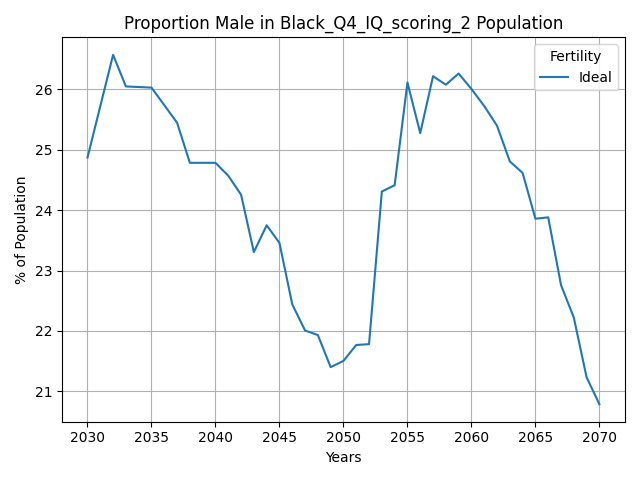 Proportion Male in Black_Q4_IQ_scoring_2 Population
Fertility
Ideal
% of Population
26
25
24
23
22
21
2030 2035 2040 2045 2050 2055 2060 2065 2070
Years